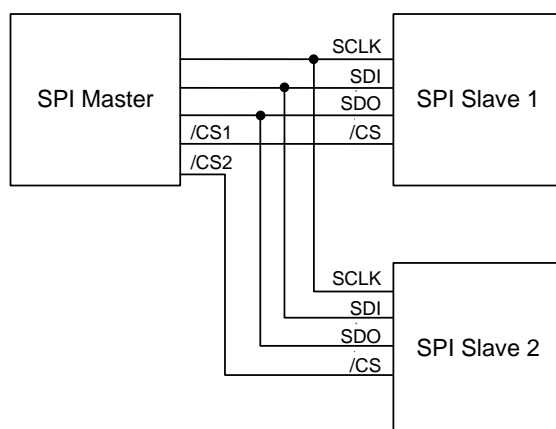 SPI Master
/CS1
/CS2
SCLK
SDI
SDO
/CS
SPI Slave 1
SCLK
SDI
SDO
/CS
SPI Slave 2